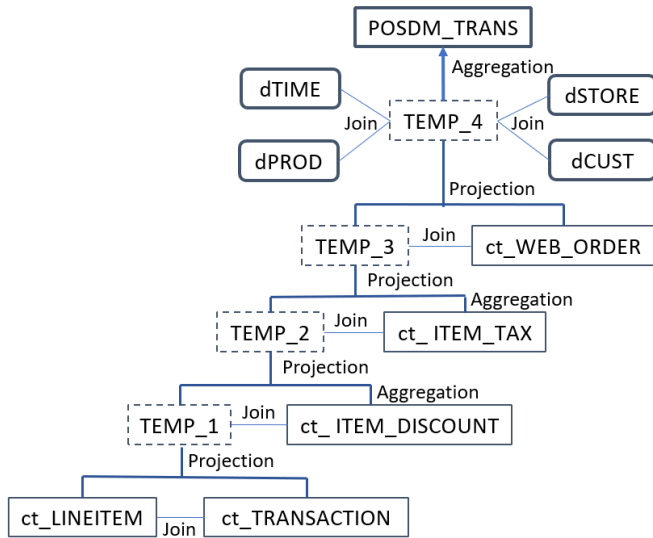 POSDM_TRANS
Aggregation
dTIME
dSTORE
Join
TEMP_4
Join
dPROD
dCUST
Projection
TEMP_3
Join
ct_WEB_ORDER
Projection
Aggregation
TEMP_2
Join
ct_ ITEM_TAX
Projection
Aggregation
TEMP_1
Join
ct_ ITEM_DISCOUNT
Projection
ct_LINEITEM
Join
ct_TRANSACTION